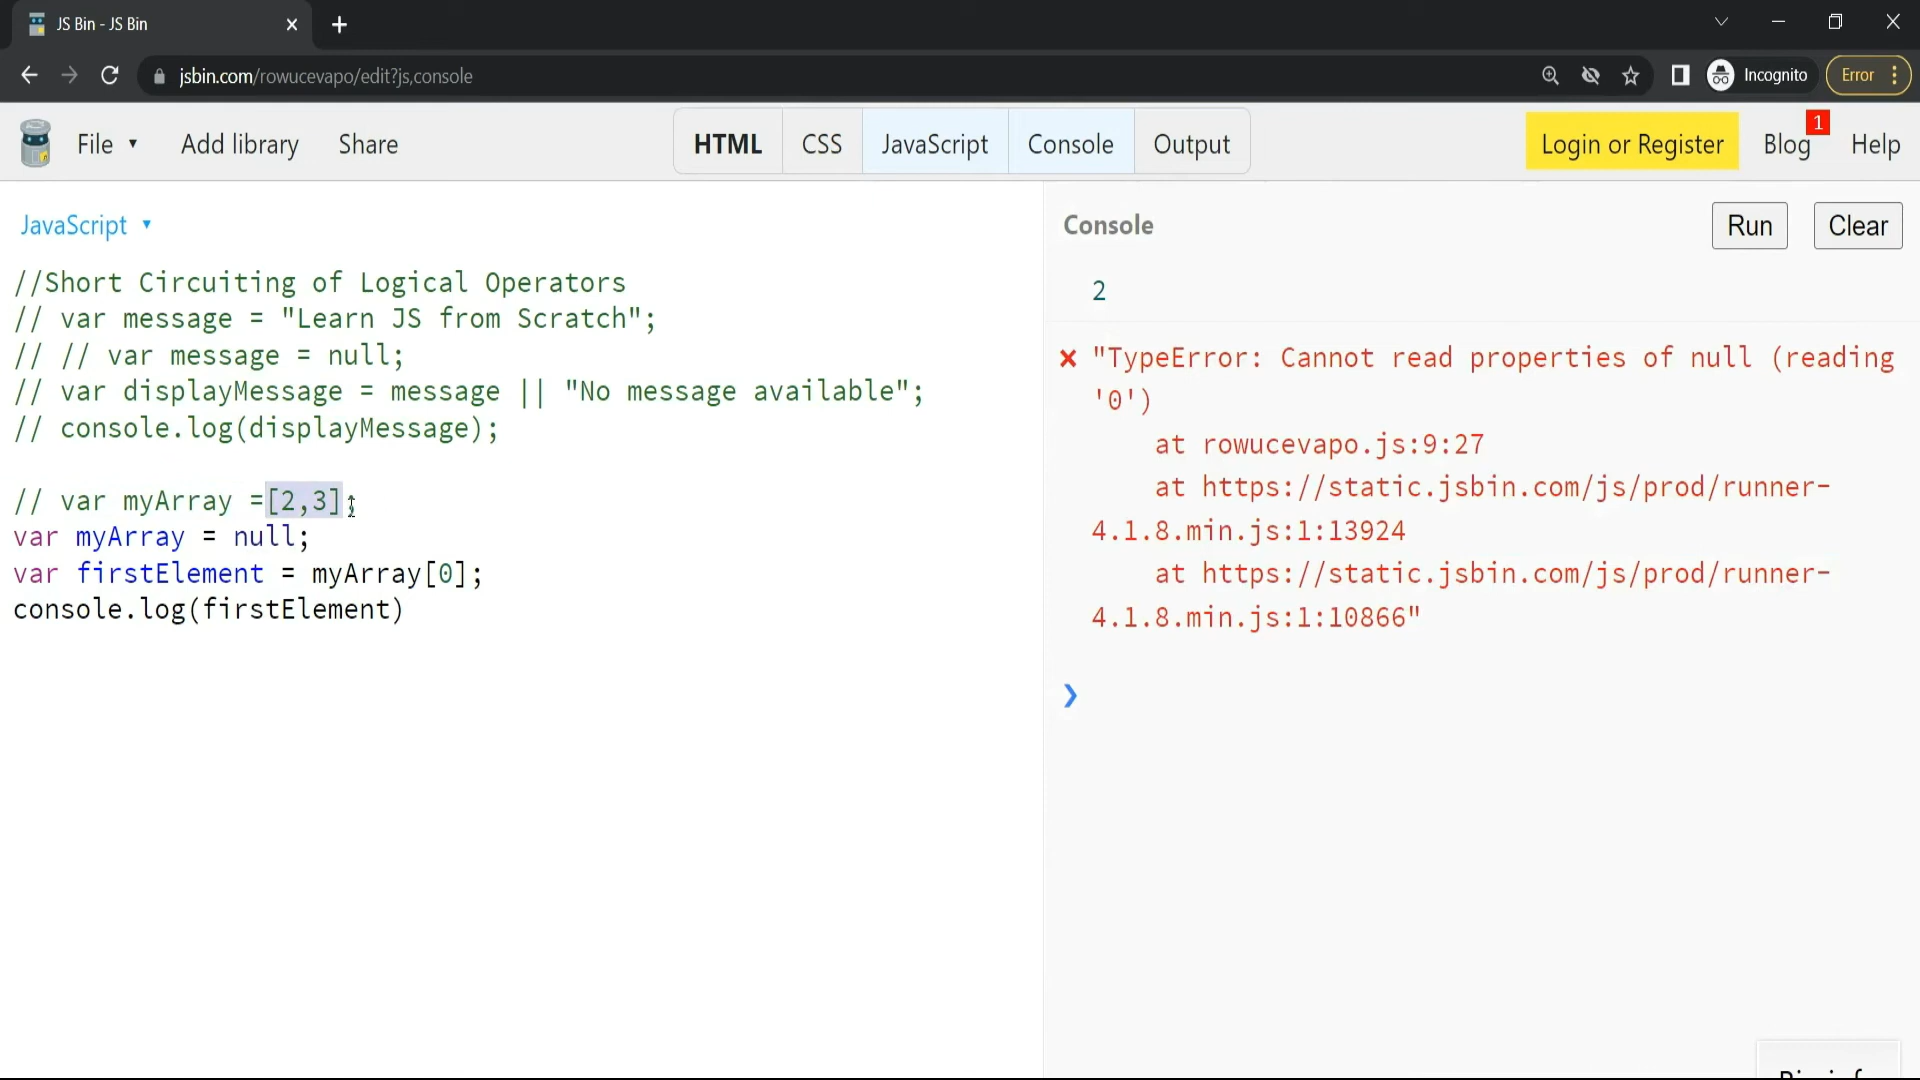 JS Bin - JS Bin
jsbin.com/rowucevapo/edit?js,console
Incognito
Error
File
Add library
Share
HTML
CSS
JavaScript
Console
Output
Login or Register
Blog
1
Help
JavaScript
//Short Circuiting of Logical Operators
// var message = "Learn JS from Scratch";
// // var message = null;
// var displayMessage = message || "No message available";
// console.log(displayMessage);
// var myArray =[2,3];
var myArray = null;
var firstElement = myArray[0];
console.log(firstElement)
Console
Run
Clear
2
"TypeError: Cannot read properties of null (reading
'0')
at rowucevapo.js:9:27
at https://static.jsbin.com/js/prod/runner-
4.1.8.min.js:1:13924
at https://static.jsbin.com/js/prod/runner-
4.1.8.min.js:1:10866"